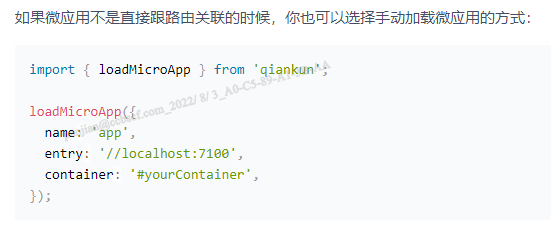 如果微应用不是直接跟路由关联的时候，你也可以选择手动加载微应用的方式：
import { loadMicroApp } from 'qiankun';
loadMicroApp({
name: 'app',
entry: '//localhost:7100',
container: '#yourContainer',
});